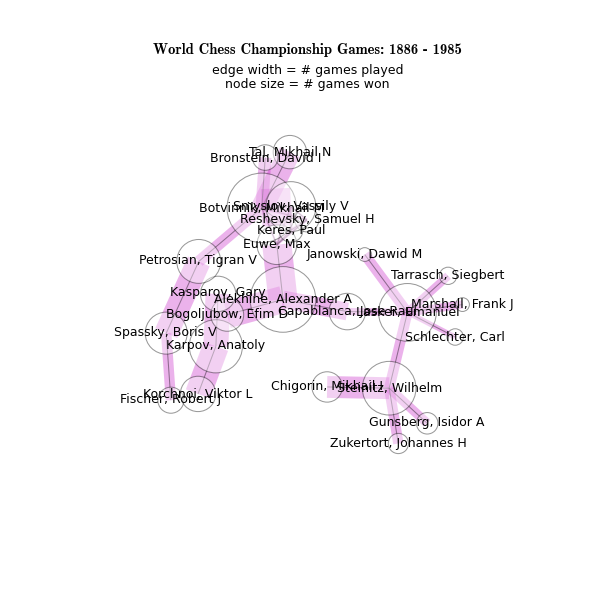 World Chess Championship Games: 1886 - 1985
edge width = # games played
node size = # games won
Tal, Mikhail N
Bronstein, David I
Smyslov, Vassily V
Botvinnik, Mikhail M
Reshevsky, Samuel H
Keres, Paul
Euwe, Max
Janowski, Dawid M
Petrosian, Tigran V
Tarrasch, Siegbert
Kasparov, Gary
Alekhine, Alexander A
Marshall, Frank J
Capablanca, Jose Raul
Lasker, Emanuel
Bogoljubow, Efim D
Spassky, Boris V
Schlechter, Carl
Karpov, Anatoly
Chigorin, Mikhail I
Steinitz, Wilhelm
Korchnoi, Viktor L
Fischer, Robert J
Gunsberg, Isidor A
Zukertort, Johannes H